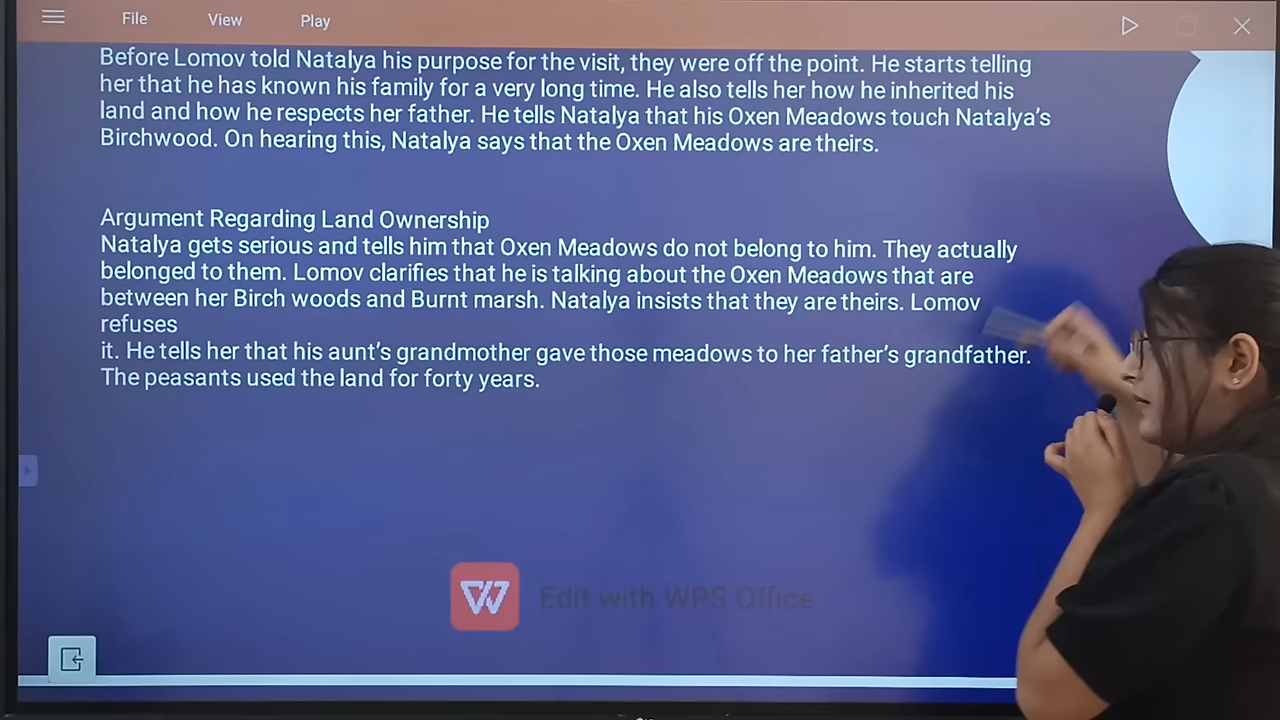 File View Play
Before Lomov told Natalya his purpose for the visit, they were off the point. He starts telling
her that he has known his family for a very long time. He also tells her how he inherited his
land and how he respects her father. He tells Natalya that his Oxen Meadows touch Natalya's
Birchwood. On hearing this, Natalya says that the Oxen Meadows are theirs.
Argument Regarding Land Ownership
Natalya gets serious and tells him that Oxen Meadows do not belong to him. They actually
belonged to them. Lomov clarifies that he is talking about the Oxen Meadows that are
between her Birch woods and Burnt marsh. Natalya insists that they are theirs. Lomov
refuses
it. He tells her that his aunt's grandmother gave those meadows to her father's grandfather.
The peasants used the land for forty years.
W Edit with WPS Office